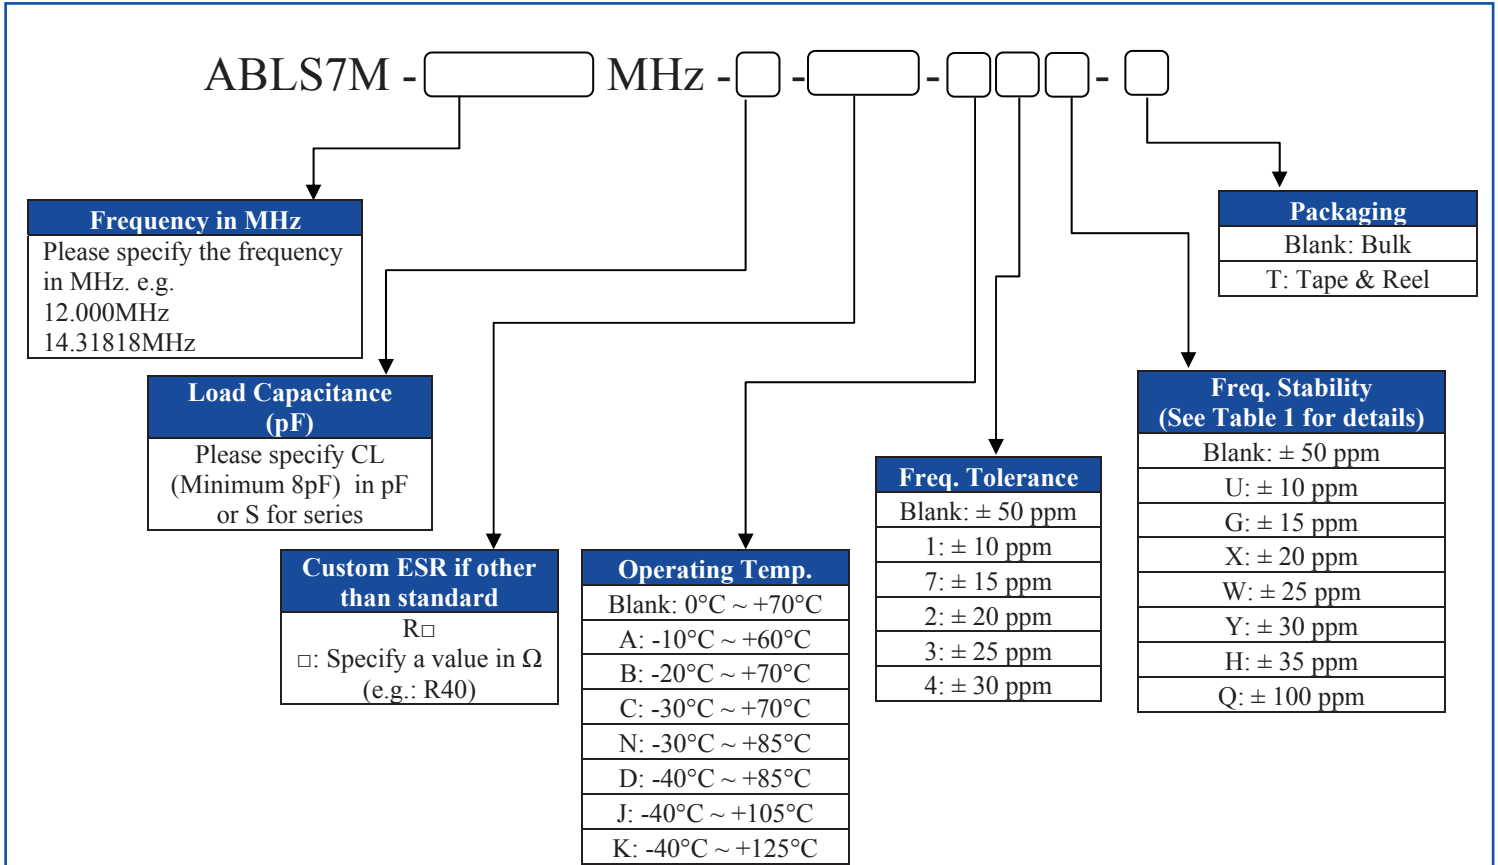 ABLS7M - MHz - - - -
Frequency in MHz
Please specify the frequency
in MHz. e.g.
12.000MHz
14.31818MHz
Load Capacitance
(pF)
Please specify CL
(Minimum 8pF) in pF
or S for series
Custom ESR if other
than standard
R□
□: Specify a value in Ω
(e.g.: R40)
Operating Temp.
Blank: 0°C ~ +70°C
A: -10°C ~ +60°C
B: -20°C ~ +70°C
C: -30°C ~ +70°C
N: -30°C ~ +85°C
D: -40°C ~ +85°C
J: -40°C ~ +105°C
K: -40°C ~ +125°C
Freq. Tolerance
Blank: ± 50 ppm
1: ± 10 ppm
7: ± 15 ppm
2: ± 20 ppm
3: ± 25 ppm
4: ± 30 ppm
Freq. Stability
(See Table 1 for details)
Blank: ± 50 ppm
U: ± 10 ppm
G: ± 15 ppm
X: ± 20 ppm
W: ± 25 ppm
Y: ± 30 ppm
H: ± 35 ppm
Q: ± 100 ppm
Packaging
Blank: Bulk
T: Tape & Reel